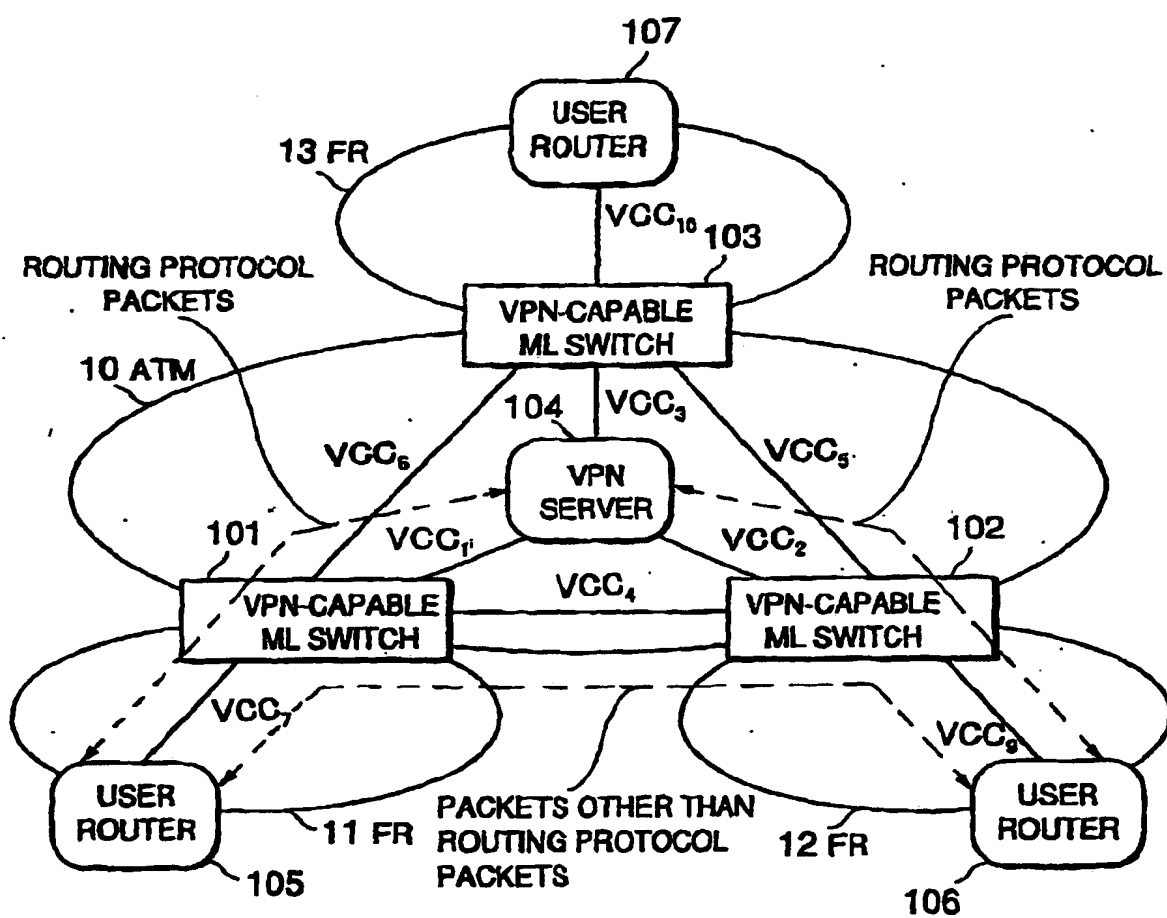 107
USER
ROUTER
13 FR
VCC₁₀
103
ROUTING PROTOCOL
PACKETS
ROUTING PROTOCOL
PACKETS
VPN-CAPABLE
ML SWITCH
10 ATM
104
VCC₃
VCC₆
VCC₅
VPN
SERVER
101
VCC₁
VCC₂
102
VCC₄
VPN-CAPABLE
ML SWITCH
VPN-CAPABLE
ML SWITCH
VCC₇
VCC₉
USER
ROUTER
11 FR
PACKETS OTHER THAN
ROUTING PROTOCOL
PACKETS
12 FR
USER
ROUTER
105
106